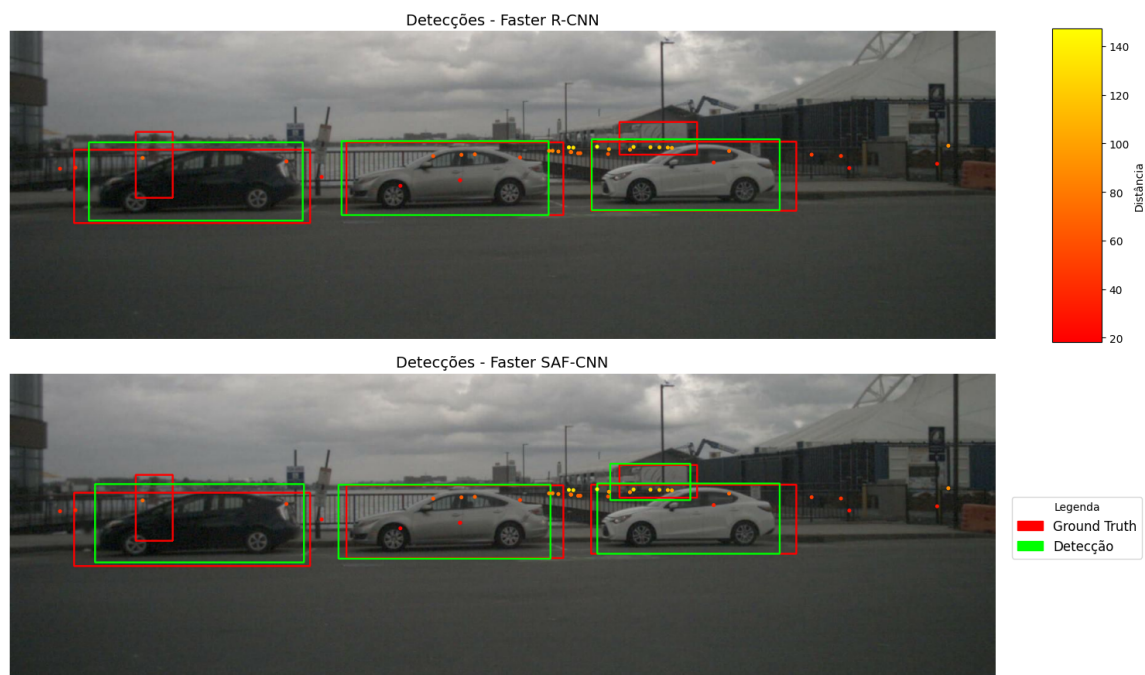 Detecções - Faster R-CNN
140
120
100
80
60
40
20
Distância
Detecções - Faster SAF-CNN
Legenda
Ground Truth
Detecção